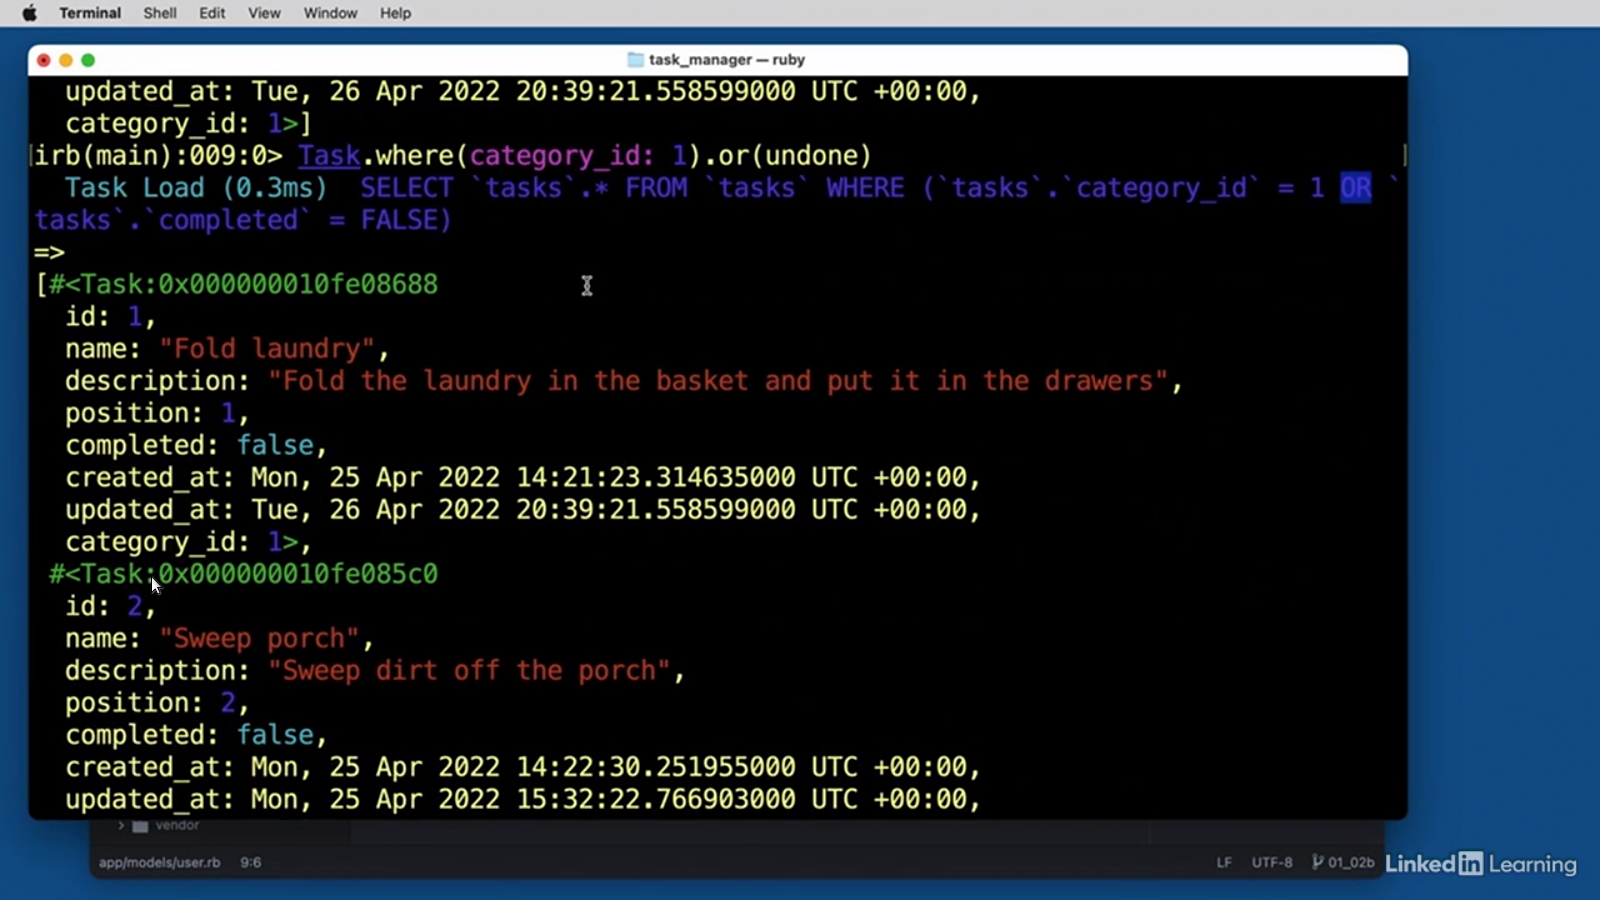 Terminal Shell Edit View Window Help
task_manager — ruby
updated_at: Tue, 26 Apr 2022 20:39:21.558599000 UTC +00:00,
category_id: 1>]
irb(main):009:0> Task.where(category_id: 1).or(undone)
Task Load (0.3ms) SELECT `tasks`.* FROM `tasks` WHERE (`tasks`.`category_id` = 1 OR `
tasks`.`completed` = FALSE)
=>
[#<Task:0x000000010fe08688
id: 1,
name: "Fold laundry",
description: "Fold the laundry in the basket and put it in the drawers",
position: 1,
completed: false,
created_at: Mon, 25 Apr 2022 14:21:23.314635000 UTC +00:00,
updated_at: Tue, 26 Apr 2022 20:39:21.558599000 UTC +00:00,
category_id: 1>,
#<Task:0x000000010fe085c0
id: 2,
name: "Sweep porch",
description: "Sweep dirt off the porch",
position: 2,
completed: false,
created_at: Mon, 25 Apr 2022 14:22:30.251955000 UTC +00:00,
updated_at: Mon, 25 Apr 2022 15:32:22.766903000 UTC +00:00,
vendor
app/models/user.rb 9:6 LF UTF-8 01_02b
LinkedIn Learning